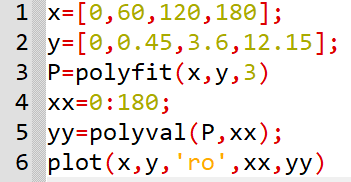 1 x=[0,60,120,180];
2 y=[0,0.45,3.6,12.15];
3 P=polyfit(x,y,3)
4 xx=0:180;
5 yy=polyval(P,xx);
6 plot(x,y,'ro',xx,yy)